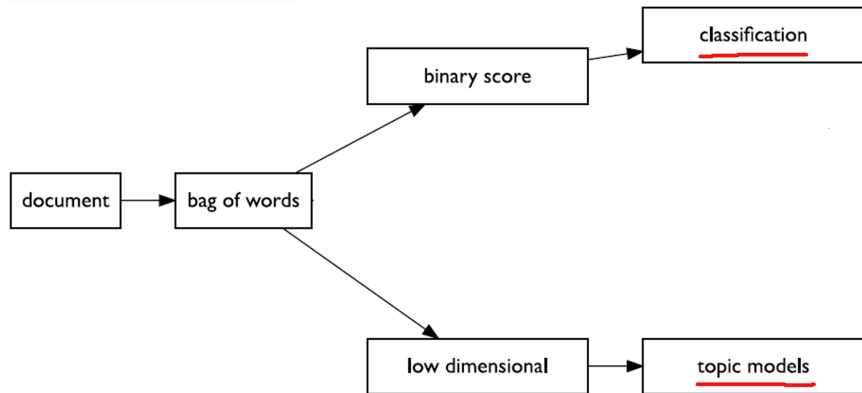 classification
binary score
document
bag of words
low dimensional
topic models